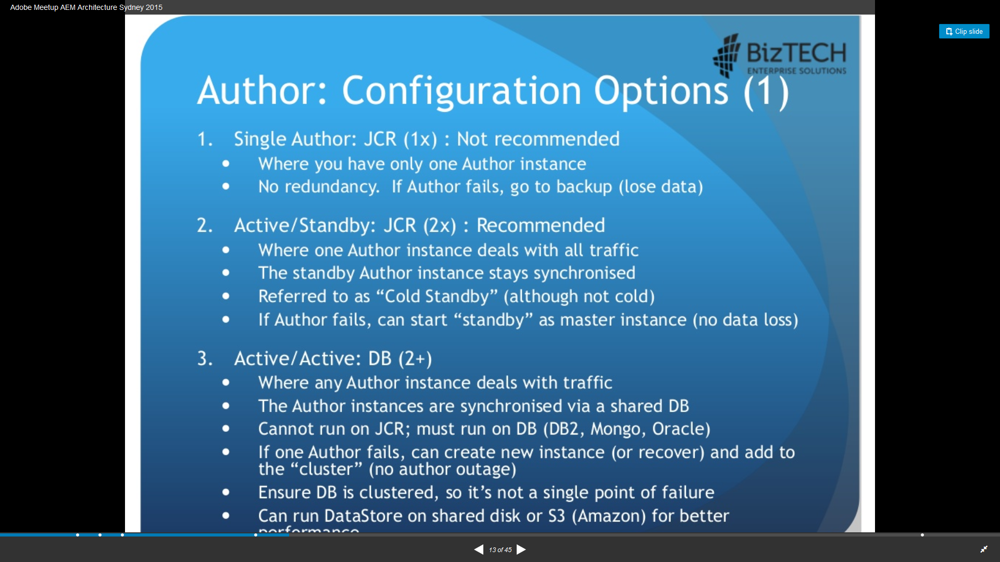 Adobe Meetup AEM Architecture Sydney 2015
Clip slide
BizTECH
ENTERPRISE SOLUTIONS
Author: Configuration Options (1)
1. Single Author: JCR (1x) : Not recommended
• Where you have only one Author instance
• No redundancy. If Author fails, go to backup (lose data)
2. Active/Standby: JCR (2x) : Recommended
• Where one Author instance deals with all traffic
• The standby Author instance stays synchronised
• Referred to as “Cold Standby” (although not cold)
• If Author fails, can start “standby” as master instance (no data loss)
3. Active/Active: DB (2+)
• Where any Author instance deals with traffic
• The Author instances are synchronised via a shared DB
• Cannot run on JCR; must run on DB (DB2, Mongo, Oracle)
• If one Author fails, can create new instance (or recover) and add to
the “cluster” (no author outage)
• Ensure DB is clustered, so it’s not a single point of failure
• Can run DataStore on shared disk or S3 (Amazon) for better
performance
13 of 45